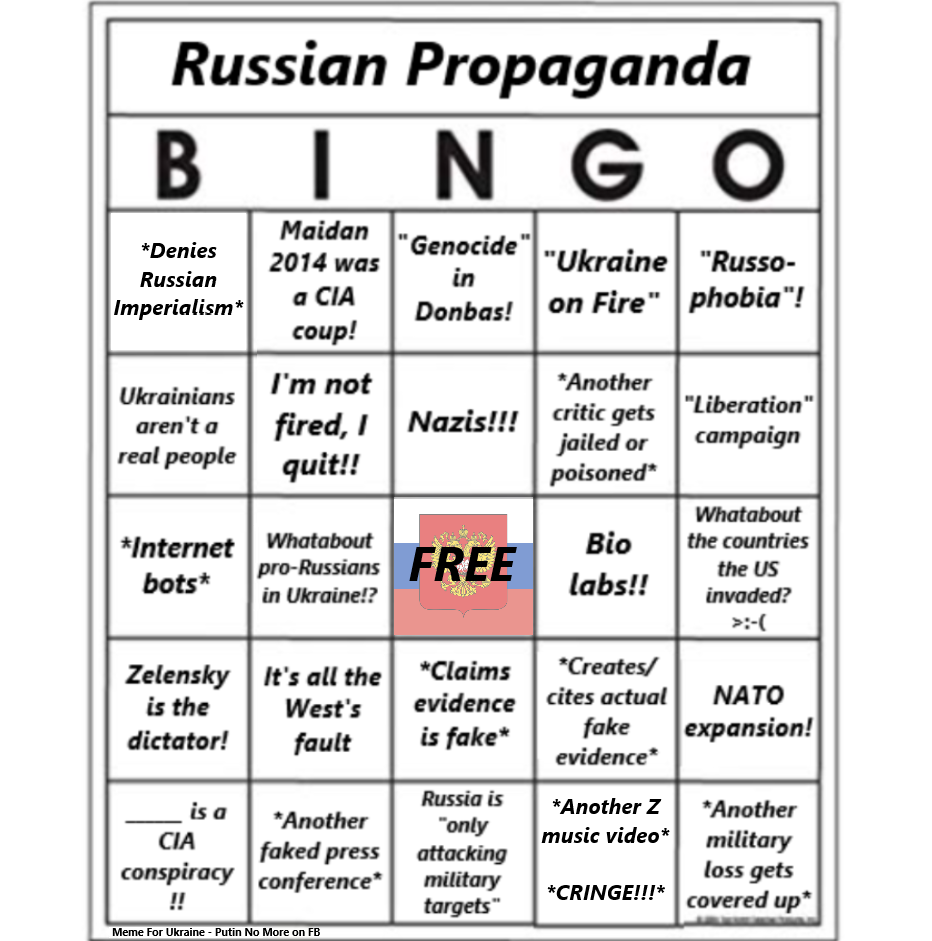 Russian Propaganda
B I N G O
*Denies
Russian
Imperialism*
Maidan
2014 was
a CIA
coup!
"Genocide"
in
Donbas!
"Ukraine
on Fire"
"Russo-
phobia"!
Ukrainians
aren't a
real people
I'm not
fired, I
quit!!
Nazis!!!
*Another
critic gets
jailed or
poisoned*
"Liberation"
campaign
*Internet
bots*
Whatabout
pro-Russians
in Ukraine!?
FREE
Bio
labs!!
Whatabout
the countries
the US
invaded?
>:-(
Zelensky
is the
dictator!
It's all the
West's
fault
*Claims
evidence
is fake*
*Creates/
cites actual
fake
evidence*
NATO
expansion!
_____ is a
CIA
conspiracy
!!
*Another
faked press
conference*
Russia is
"only
attacking
military
targets"
*Another Z
music video*
*CRINGE!!!*
*Another
military
loss gets
covered up*
Meme For Ukraine - Putin No More on FB